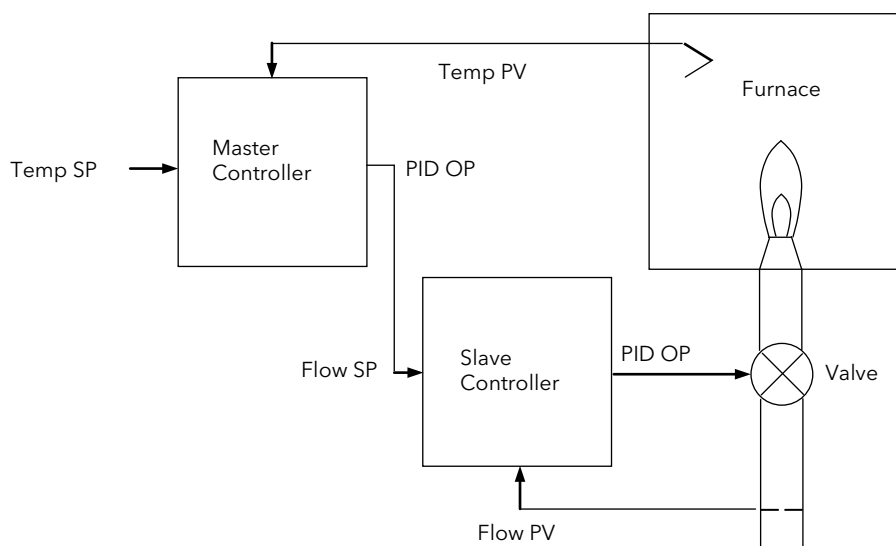 Temp PV
Furnace
Master
Controller
Temp SP
PID OP
Flow SP
Slave
Controller
PID OP
Valve
Flow PV